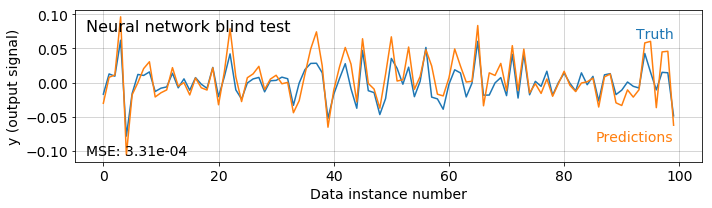 0.10
0.05
0.00
−0.05
−0.10
y (output signal)
Neural network blind test
Truth
Predictions
MSE: 3.31e-04
0
20
40
60
80
100
Data instance number